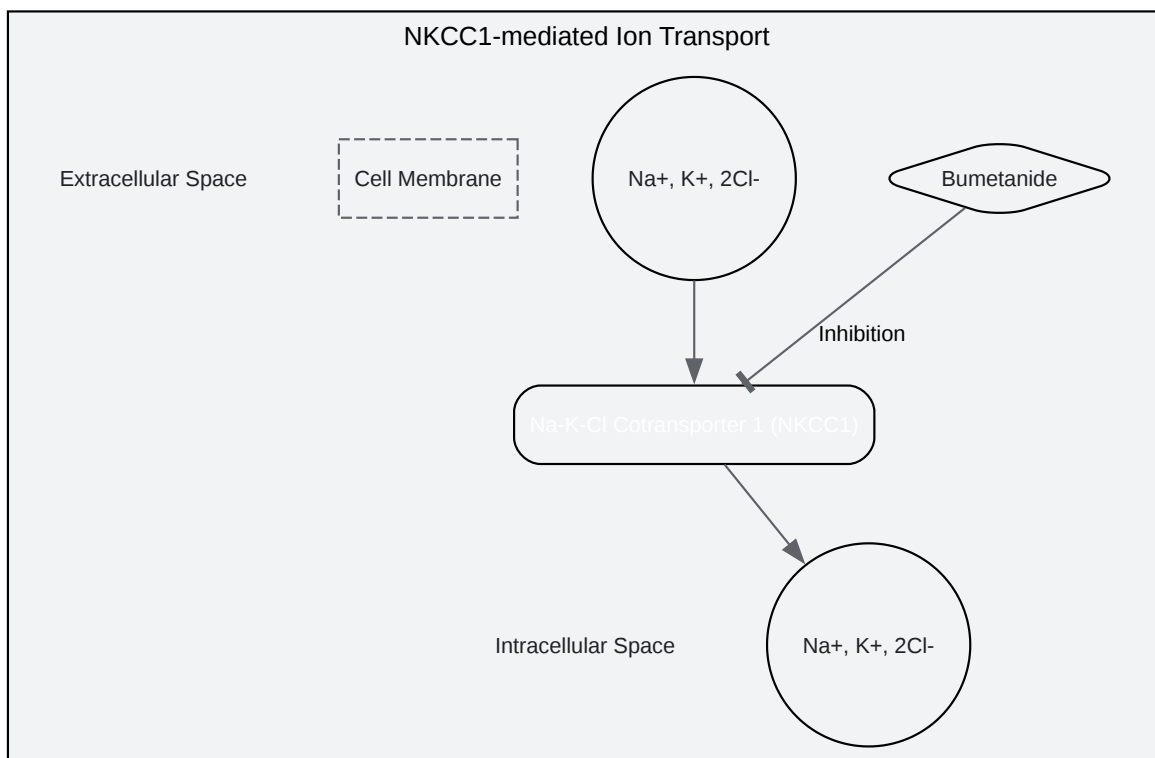 NKCC1-mediated Ion Transport
Extracellular Space
Cell Membrane
Na+, K+, 2Cl-
Bumetanide
Inhibition
Na-K-Cl Cotransporter 1 (NKCC1)
Intracellular Space
Na+, K+, 2Cl-